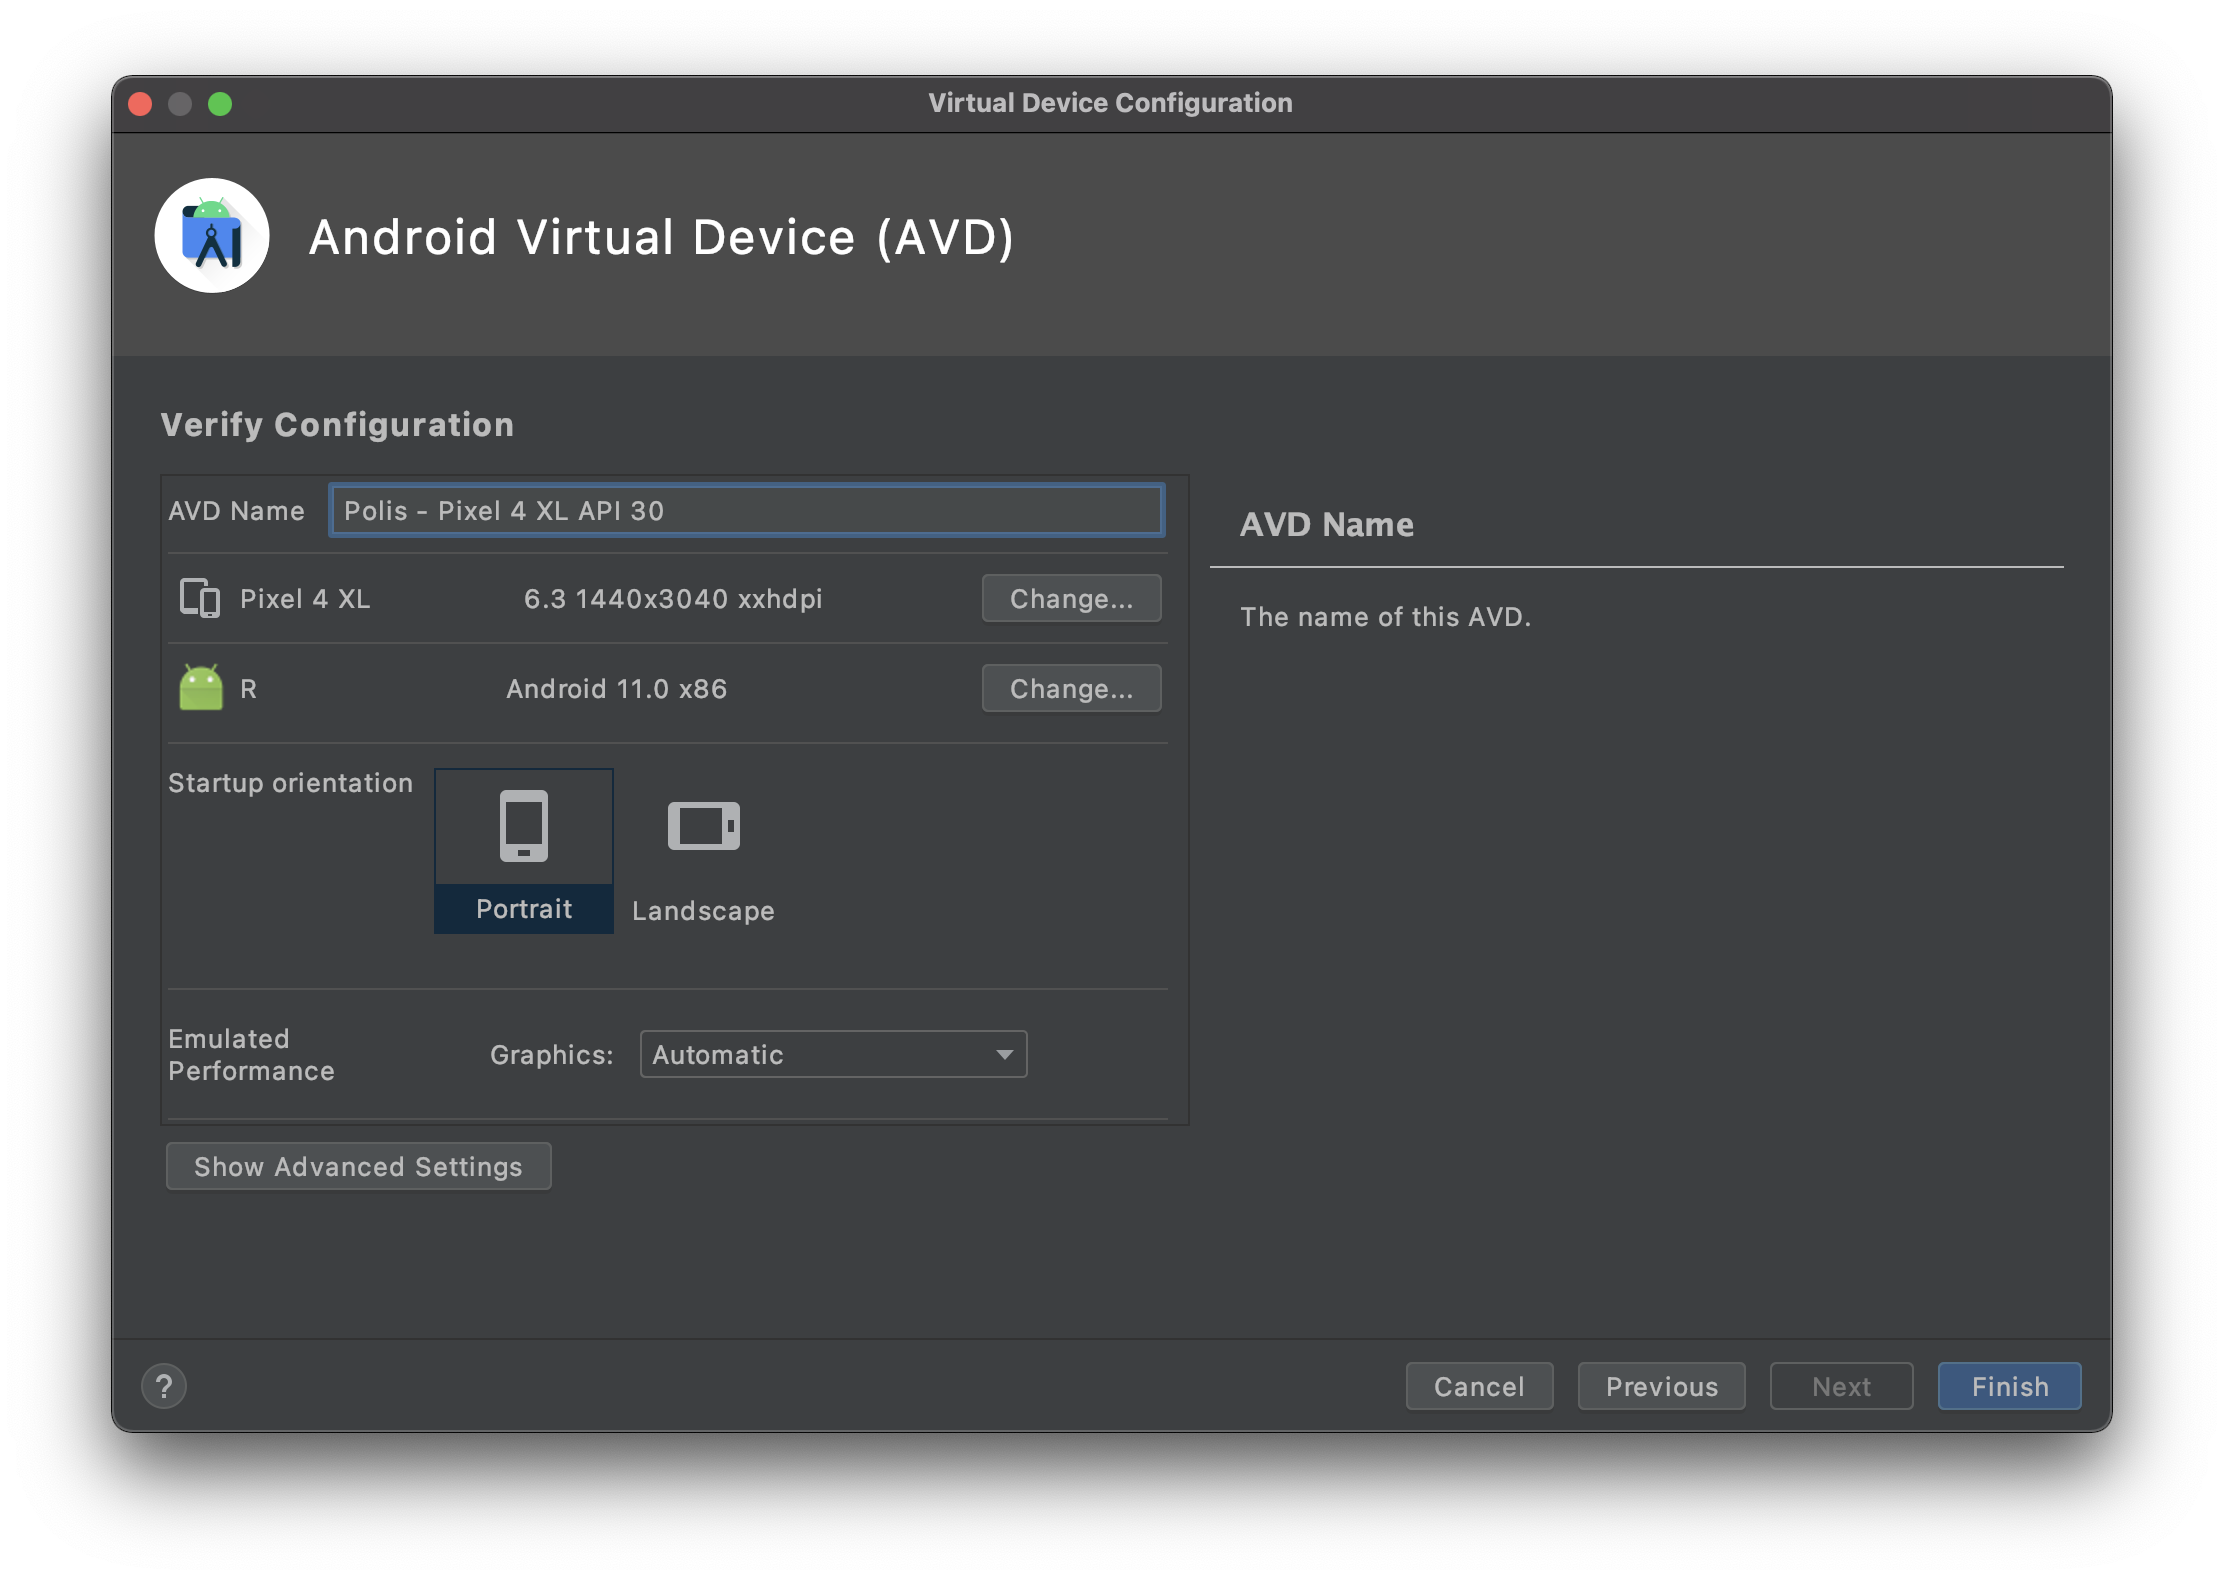 Virtual Device Configuration
Android Virtual Device (AVD)
Verify Configuration
AVD Name Polis - Pixel 4 XL API 30
Pixel 4 XL 6.3 1440x3040 xxhdpi Change...
R Android 11.0 x86 Change...
Startup orientation
Portrait Landscape
Emulated
Performance
Graphics: Automatic
Show Advanced Settings
AVD Name
The name of this AVD.
? Cancel Previous Next Finish